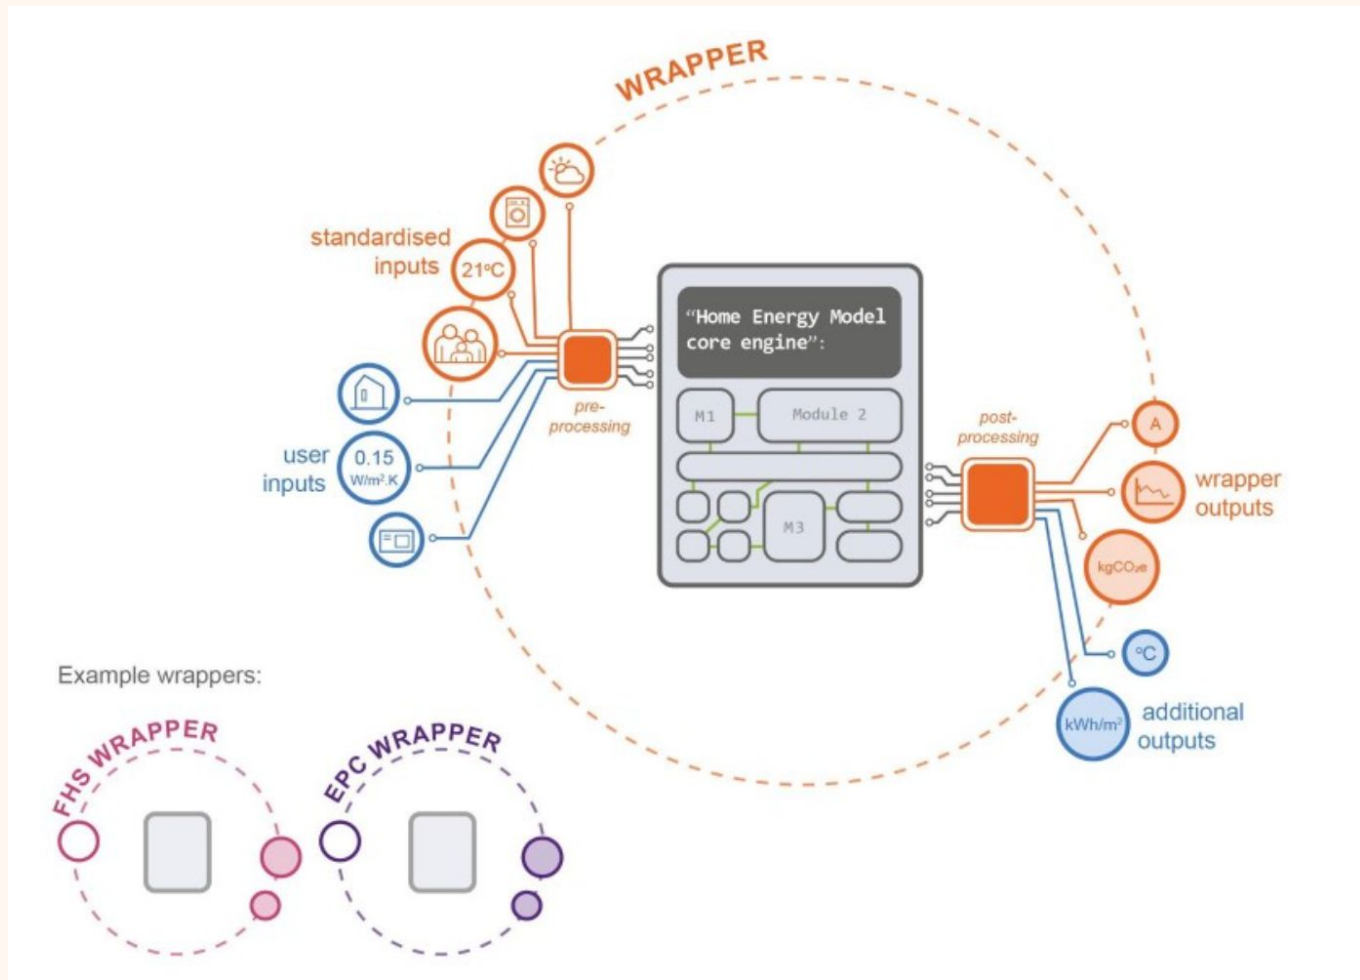 WRAPPER
standardised
inputs
21°C
"Home Energy Model
core engine":
pre-
processing
M1
Module 2
M3
user
inputs
0.15
W/m².K
post-
processing
A
wrapper
outputs
kgCO₂e
°C
kWh/m²
additional
outputs
Example wrappers:
FHS WRAPPER
EPC WRAPPER